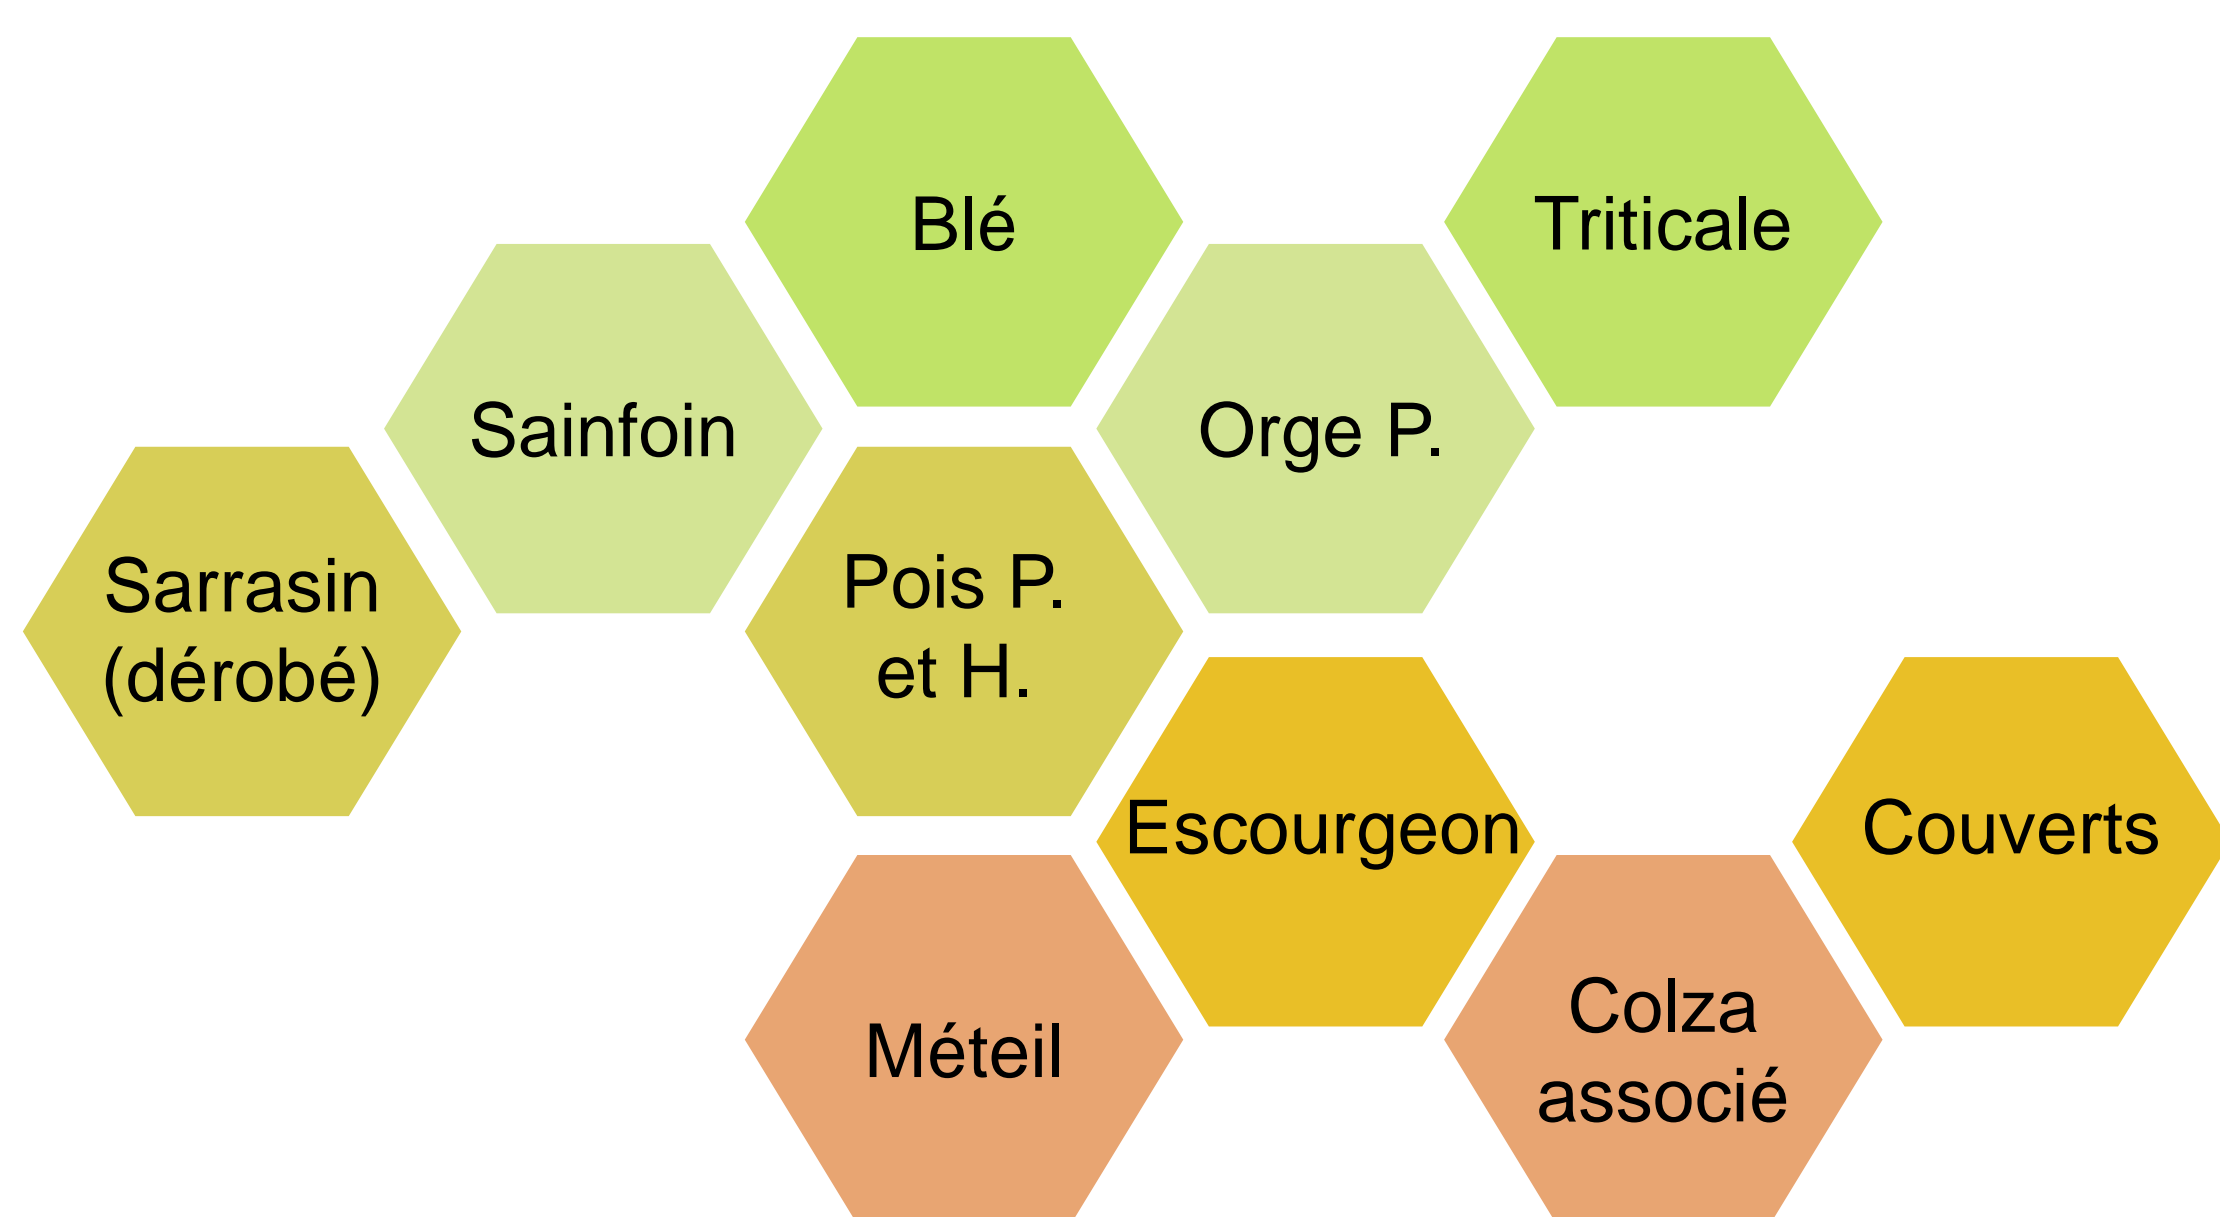 Blé
Triticale
Sainfoin
Orge P.
Sarrasin
(dérobé)
Pois P.
et H.
Escourgeon
Couverts
Méteil
Colza
associé